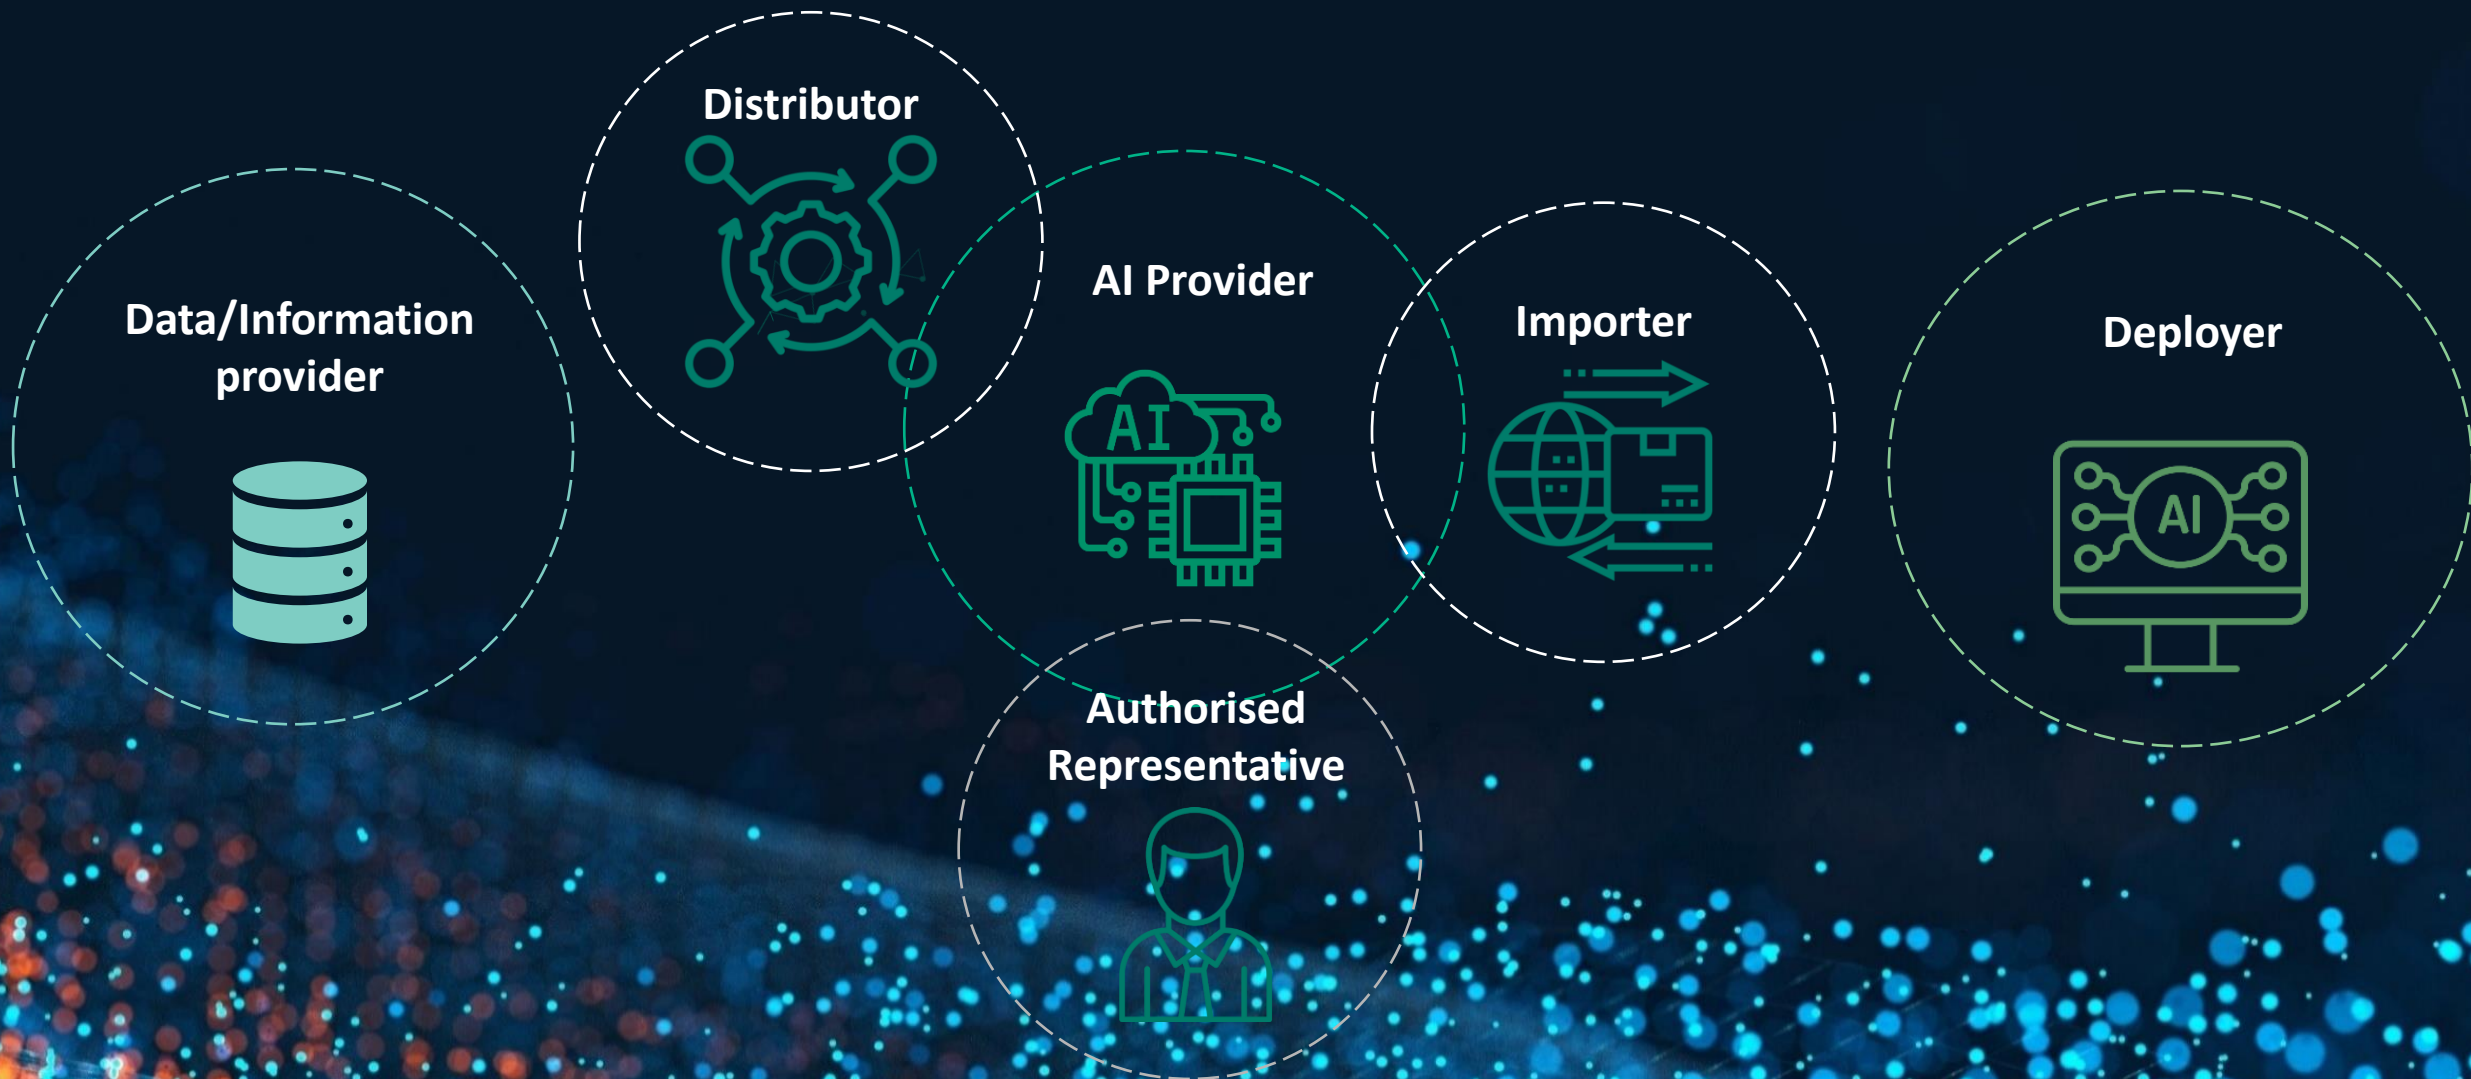 Distributor
AI Provider
Data/Information
provider
Importer
Deployer
AI
AI
Authorised
Representative